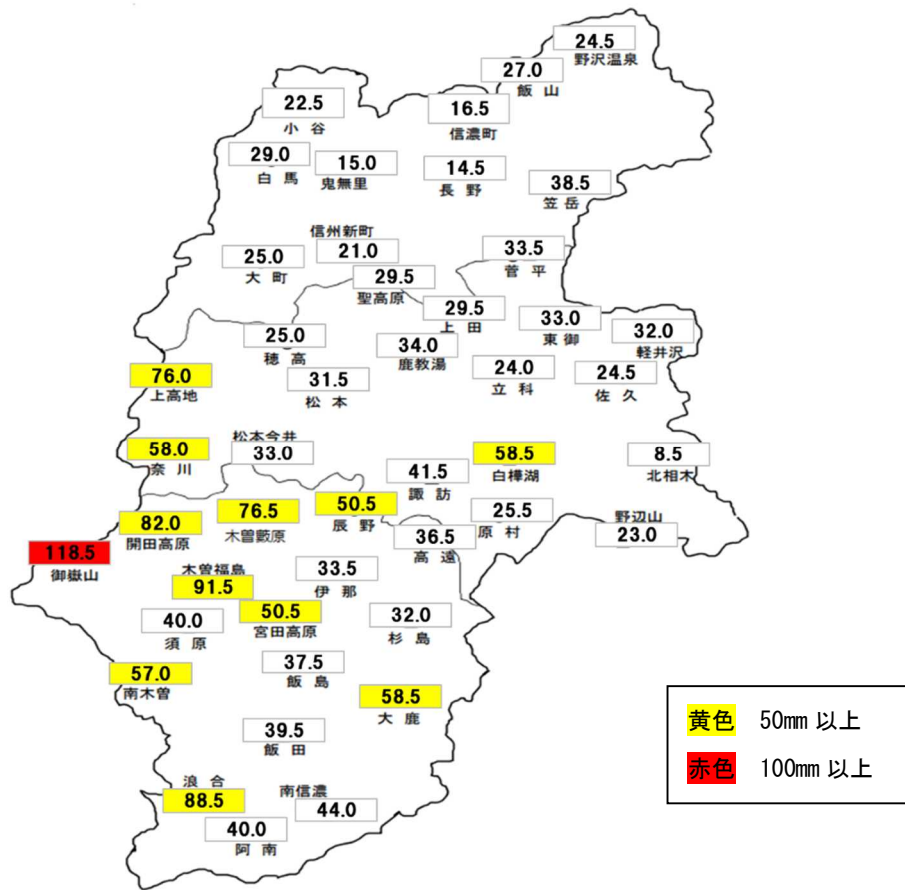 24.5
野沢温泉
27.0
飯山
22.5
小谷
16.5
信濃町
29.0
白馬
15.0
鬼無里
14.5
長野
38.5
笠岳
信州新町
21.0
25.0
大町
33.5
菅平
29.5
聖高原
29.5
上田
33.0
東御
32.0
軽井沢
25.0
穂高
34.0
鹿教湯
76.0
上高地
31.5
松本
24.0
立科
24.5
佐久
松本今井
33.0
58.0
奈川
58.5
白樺湖
8.5
北相木
41.5
諏訪
50.5
辰野
76.5
木曽藪原
82.0
開田高原
25.5
原村
野辺山
23.0
36.5
高遠
118.5
御嶽山
木曽福島
91.5
33.5
伊那
50.5
宮田高原
40.0
須原
32.0
杉島
37.5
飯島
57.0
南木曽
58.5
大鹿
39.5
飯田
浪合
88.5
南信濃
44.0
40.0
阿南
黄色 50mm 以上
赤色 100mm 以上